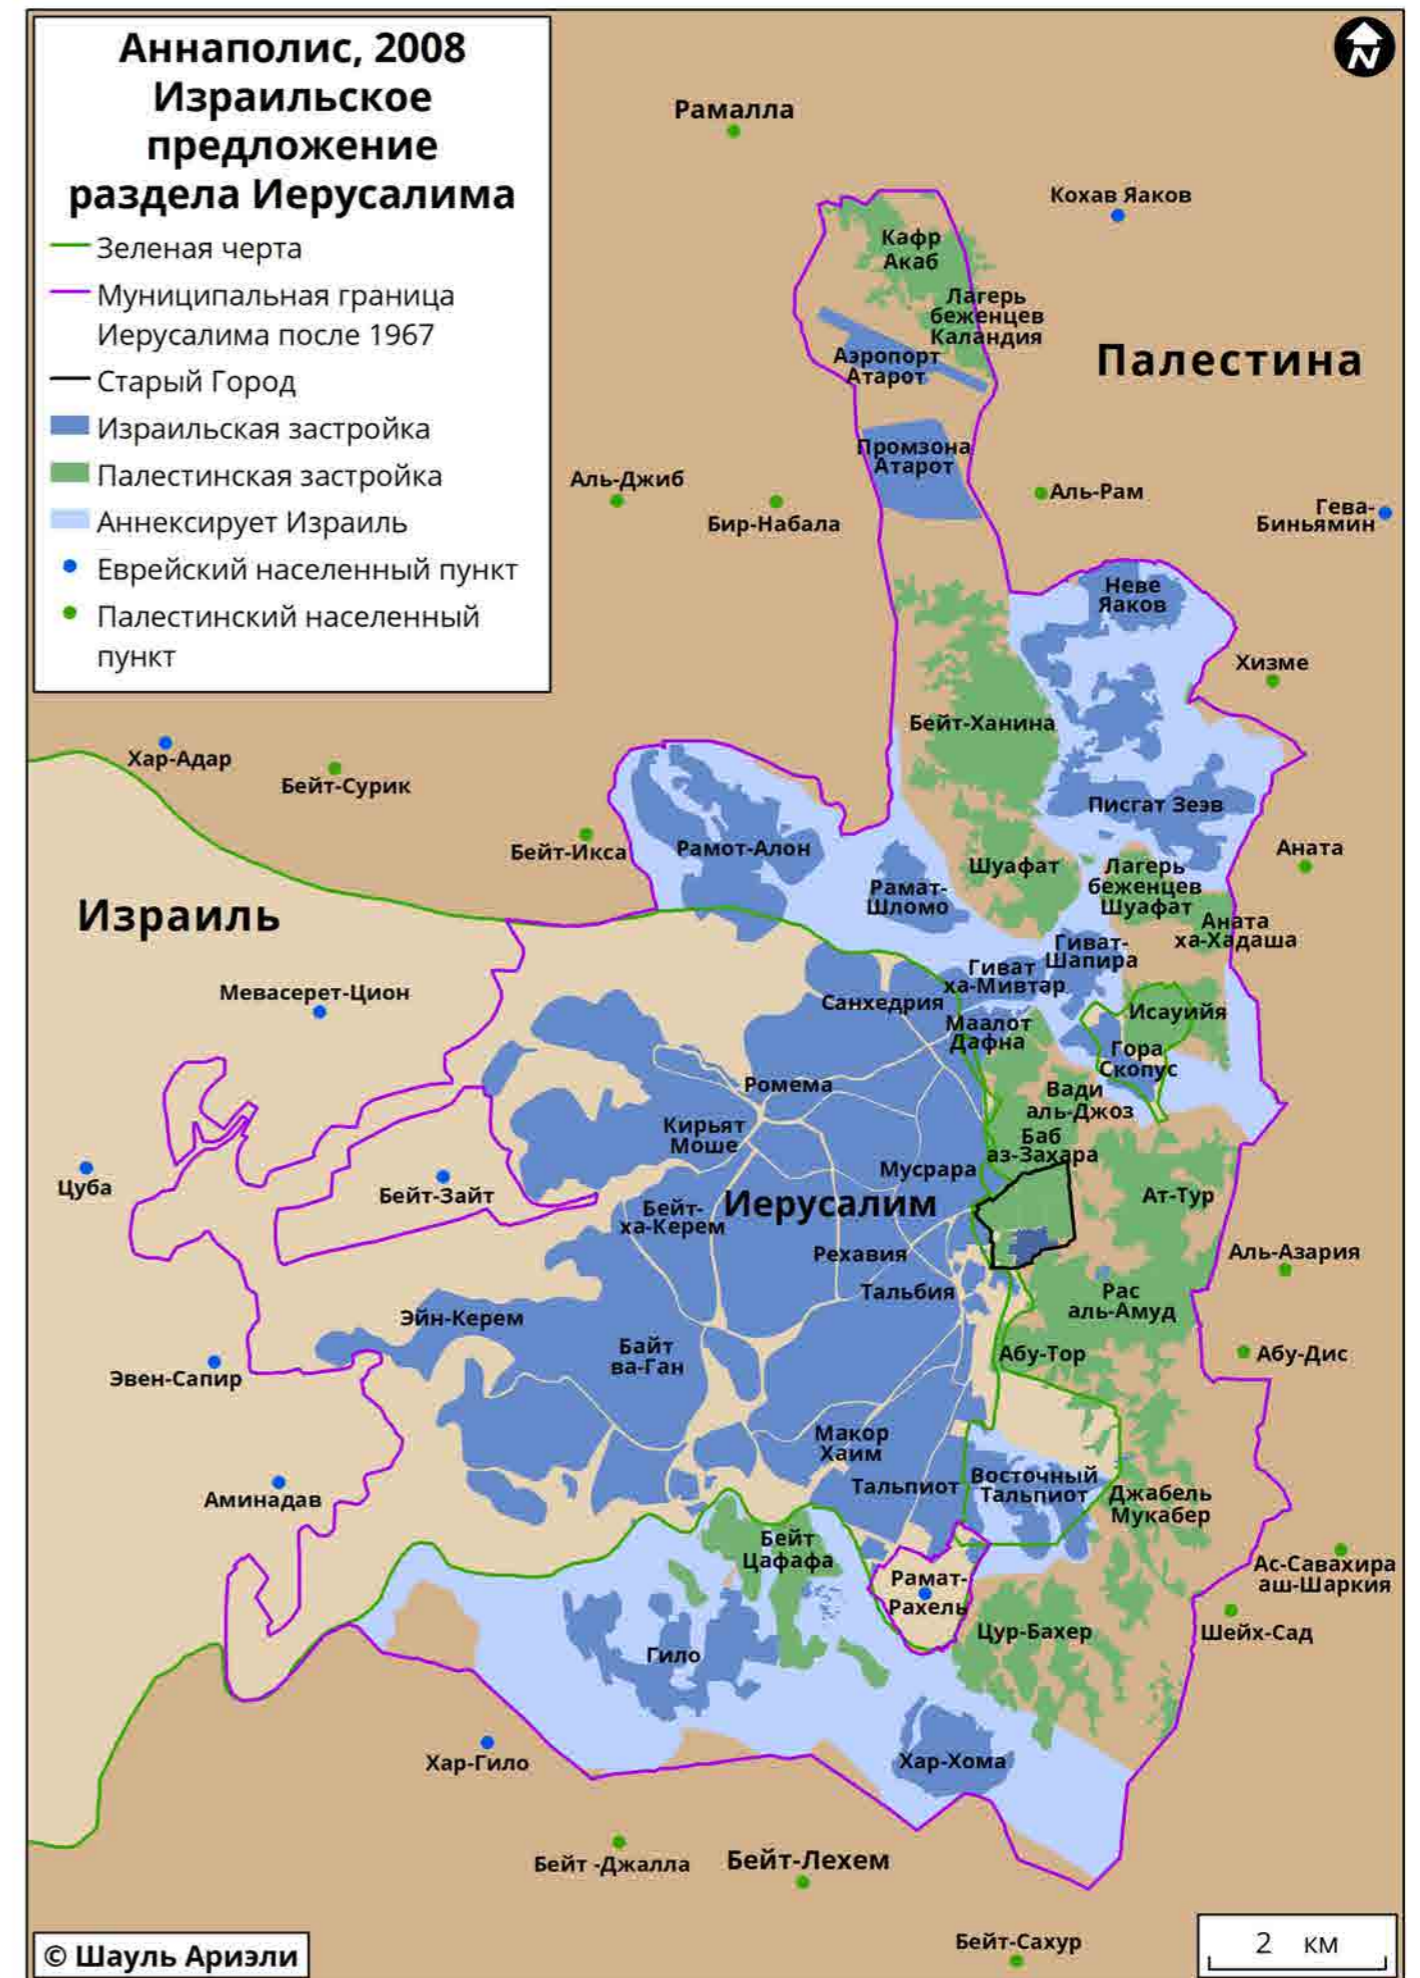 Аннаполис, 2008
Израильское
предложение
раздела Иерусалима
Зеленая черта
Муниципальная граница
Иерусалима после 1967
Старый Город
Израильская застройка
Палестинская застройка
Аннексирует Израиль
Еврейский населенный пункт
Палестинский населенный
пункт
N
Рамалла
Кохав Яаков
Кафр
Акаб
Лагерь
беженцев
Каландия
Аэропорт
Атарот
Палестина
Промзона
Атарот
Аль-Джиб
Бир-Набала
Аль-Рам
Гева-
Биньямин
Неве
Яаков
Хизме
Бейт-Ханина
Хар-Адар
Бейт-Сурик
Писгат Зеэв
Бейт-Икса
Рамот-Алон
Шуафат
Аната
Рамат-
Шломо
Лагерь
беженцев
Шуафат
Израиль
Аната
ха-Хадаша
Гиват-
Шапира
Гиват
ха-Мивтар
Мевасерет-Цион
Санхедрия
Исауийя
Маалот
Дафна
Гора
Скопус
Ромема
Вади
аль-Джоз
Кирьят
Моше
Баб
аз-Захара
Мусрара
Цуба
Бейт-Зайт
Иерусалим
Ат-Тур
Бейт-
ха-Керем
Рехавия
Аль-Азария
Тальбия
Рас
аль-Амуд
Эйн-Керем
Байт
ва-Ган
Абу-Тор
Абу-Дис
Эвен-Сапир
Макор
Хаим
Тальпиот
Восточный
Тальпиот
Джабель
Мукабер
Аминадав
Бейт
Цафафа
Ас-Савахира
аш-Шаркия
Рамат-
Рахель
Цур-Бахер
Шейх-Сад
Гило
Хар-Гило
Хар-Хома
Бейт -Джалла
Бейт-Лехем
Бейт-Сахур
© Шауль Ариэли
2 км